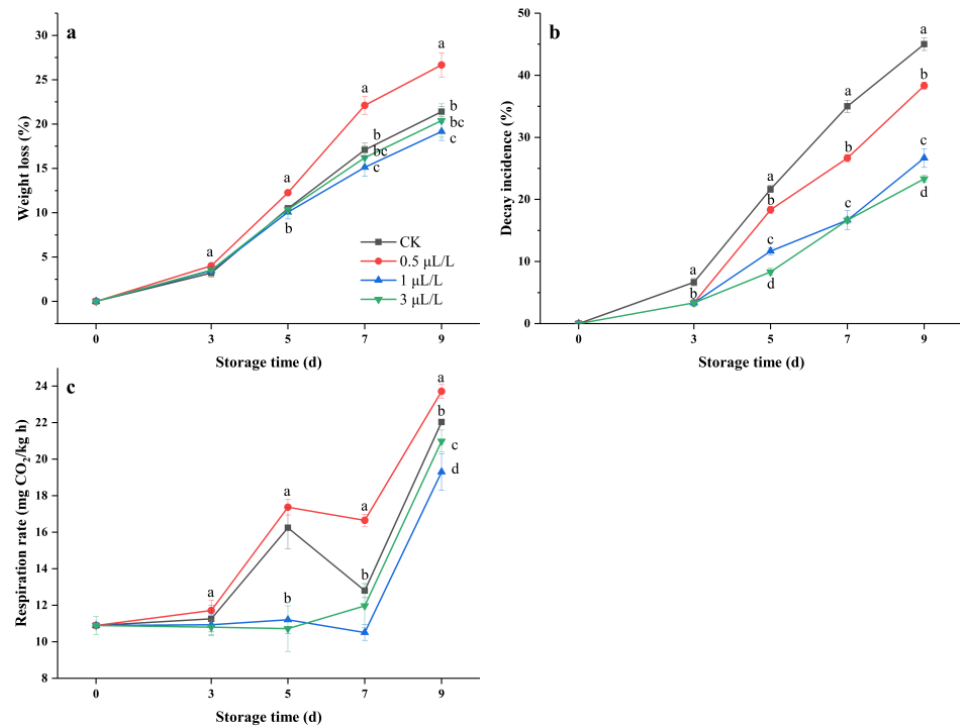 a
Weight loss (%)
30
25
20
15
10
5
0
a
a
a
a
b
b
bc
c
b
bc
c
CK
0.5 μL/L
1 μL/L
3 μL/L
0
3
5
7
9
Storage time (d)
b
Decay incidence (%)
50
40
30
20
10
0
a
b
a
b
c
d
a
b
c
a
b
c
d
0
3
5
7
9
Storage time (d)
c
Respiration rate (mg CO₂/kg h)
24
22
20
18
16
14
12
10
8
6
a
a
b
a
b
a
b
c
d
0
3
5
7
9
Storage time (d)